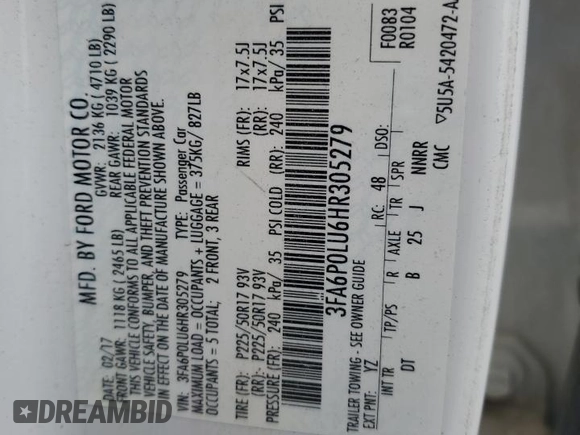 MFD. BY FORD MOTOR CO.
DATE: 02/17 GVWR: 2136 KG ( 4710 LB)
FRONT GAWR: 1118 KG ( 2465 LB) REAR GAWR: 1039 KG ( 2290 LB)
THIS VEHICLE CONFORMS TO ALL APPLICABLE FEDERAL MOTOR
VEHICLE SAFETY, BUMPER, AND THEFT PREVENTION STANDARDS
IN EFFECT ON THE DATE OF MANUFACTURE SHOWN ABOVE.
VIN: 3FA6P0LU6HR305279 TYPE: Passenger Car
MAXIMUM LOAD = OCCUPANTS + LUGGAGE = 375KG/ 827LB
OCCUPANTS = 5 TOTAL; 2 FRONT, 3 REAR
TIRE (FR): P225/50R17 93V RIMS (FR): 17x7.5J
(RR): P225/50R17 93V (RR): 17x7.5J
PRESSURE (FR): 240 kPa/ 35 PSI COLD (RR): 240 kPa/ 35 PSI
3FA6P0LU6HR305279
F0083
R0104
TRAILER TOWING - SEE OWNER GUIDE
EXT PNT: YZ RC: 48 DSO:
INT TR TP/PS R AXLE TR SPR
DT B 25 J NNRR
CMC
▽5U5A-5420472-A
DREAMBID